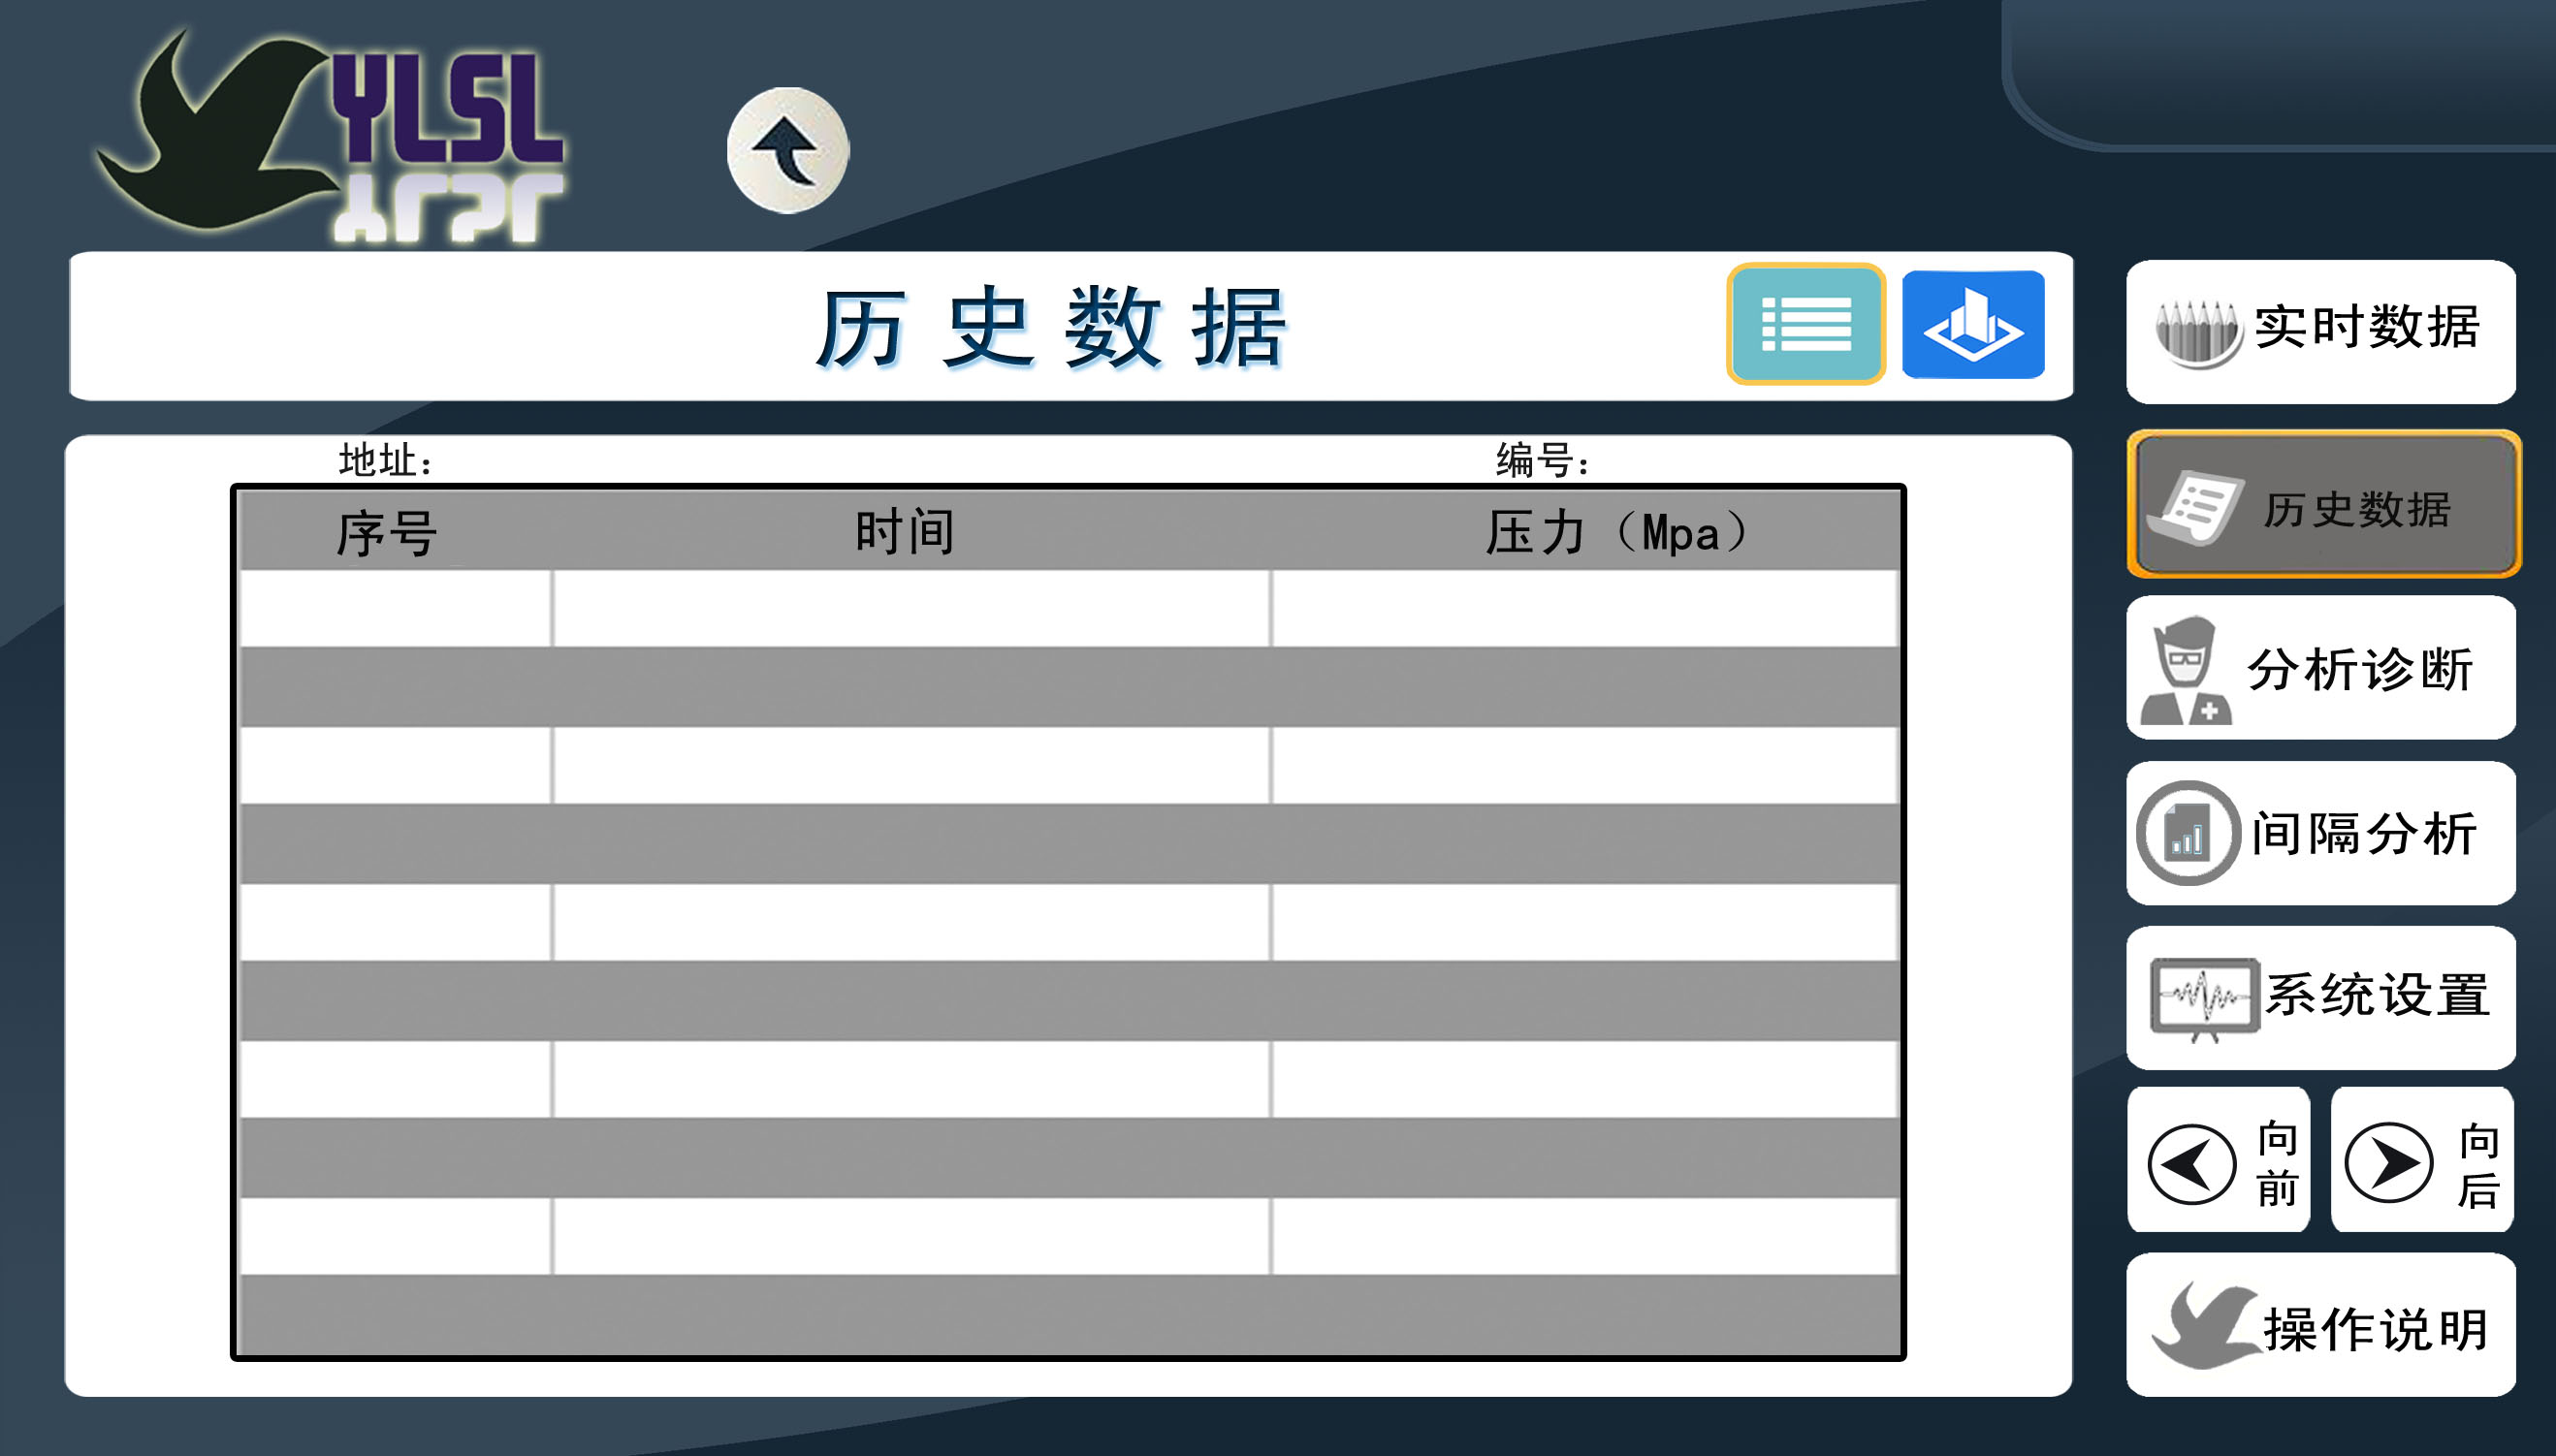 YLSL
历史数据
地址： 编号：
序号 时间 压力（Mpa）
实时数据
历史数据
分析诊断
间隔分析
系统设置
向前 向后
操作说明